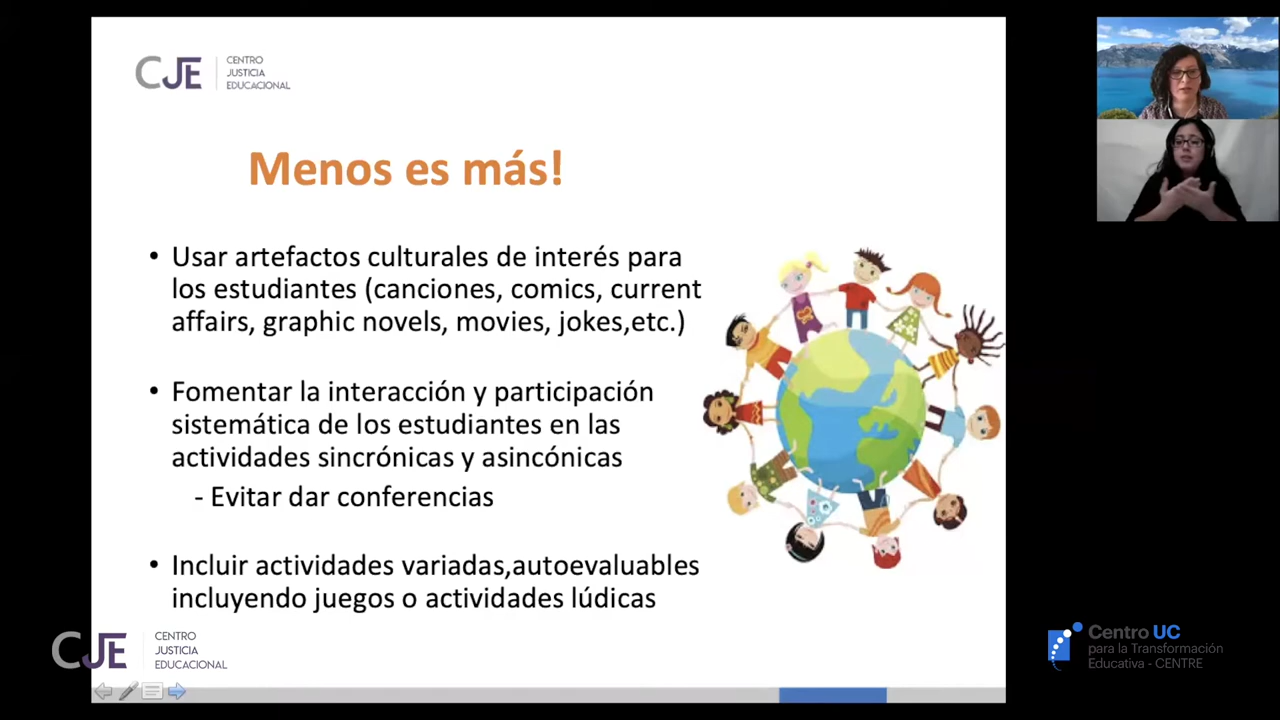 CJE
CENTRO
JUSTICIA
EDUCACIONAL
Menos es más!
• Usar artefactos culturales de interés para
los estudiantes (canciones, comics, current
affairs, graphic novels, movies, jokes,etc.)
• Fomentar la interacción y participación
sistemática de los estudiantes en las
actividades sincrónicas y asincónicas
- Evitar dar conferencias
• Incluir actividades variadas,autoevaluables
incluyendo juegos o actividades lúdicas
CJE
CENTRO
JUSTICIA
EDUCACIONAL
Centro UC
para la Transformación
Educativa - CENTRE